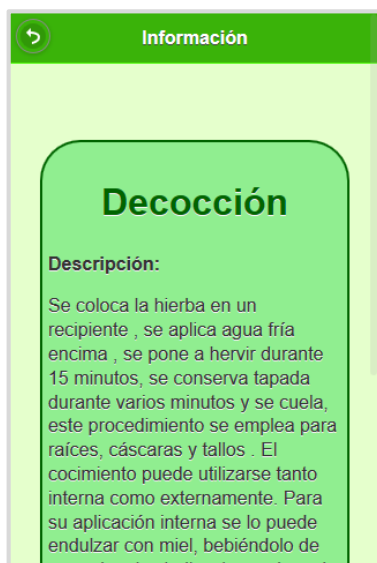 Información
Decocción
Descripción:
Se coloca la hierba en un
recipiente , se aplica agua fría
encima , se pone a hervir durante
15 minutos, se conserva tapada
durante varios minutos y se cuela,
este procedimiento se emplea para
raíces, cáscaras y tallos . El
cocimiento puede utilizarse tanto
interna como externamente. Para
su aplicación interna se lo puede
endulzar con miel, bebiéndolo de